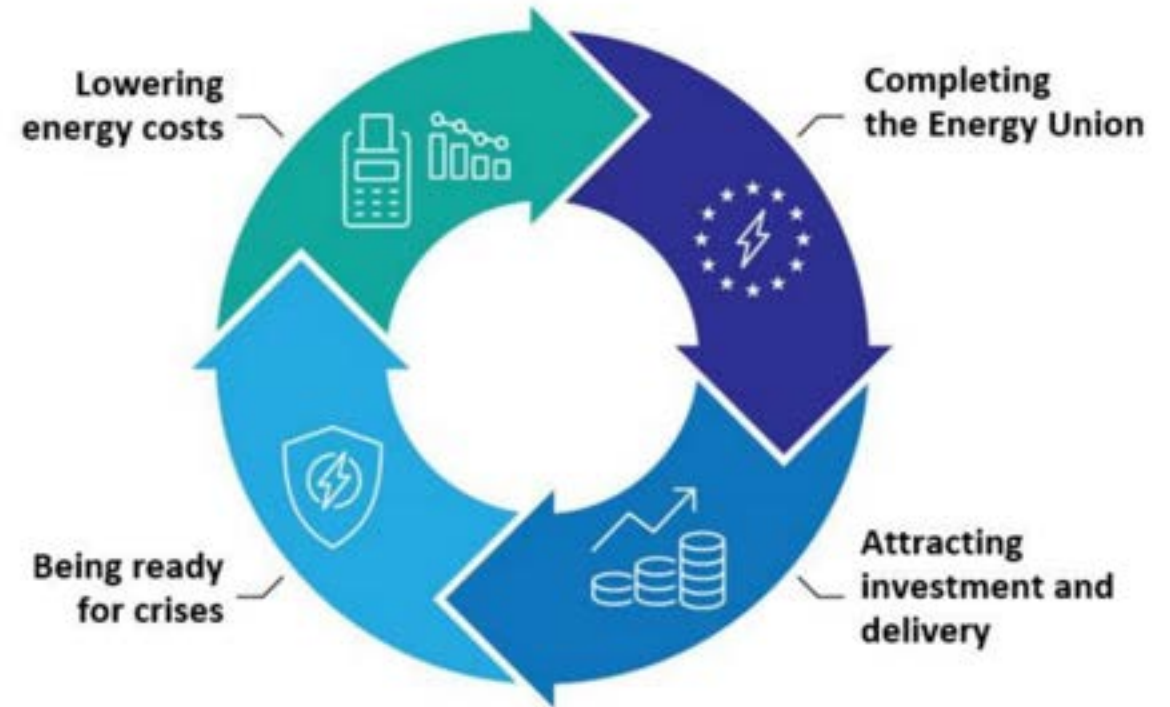 Lowering
energy costs
Completing
the Energy Union
Attracting
investment and
delivery
Being ready
for crises